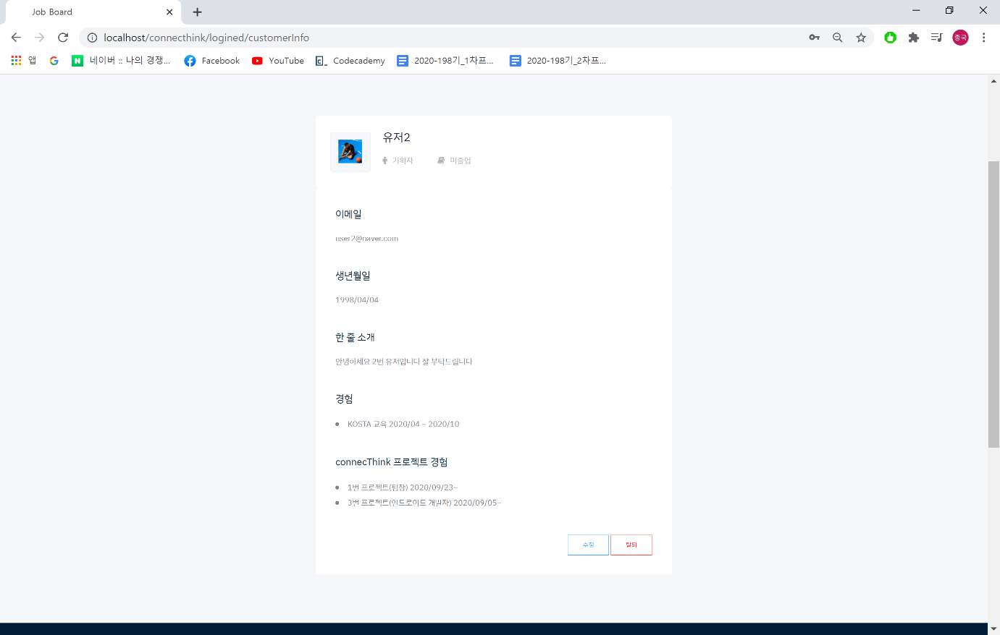 Job Board
localhost/connecthink/logined/customerInfo
종국
앱
네이버 :: 나의 경쟁...
Facebook
YouTube
Codecademy
2020-198기_1차프...
2020-198기_2차프...
유저2
기획자 미졸업
이메일
user2@naver.com
생년월일
1998/04/04
한 줄 소개
안녕하세요 2번 유저입니다 잘 부탁드립니다
경험
KOSTA 교육 2020/04 ~ 2020/10
connecThink 프로젝트 경험
1번 프로젝트(팀장) 2020/09/23~
3번 프로젝트(안드로이드 개발자) 2020/09/05~
수정 탈퇴